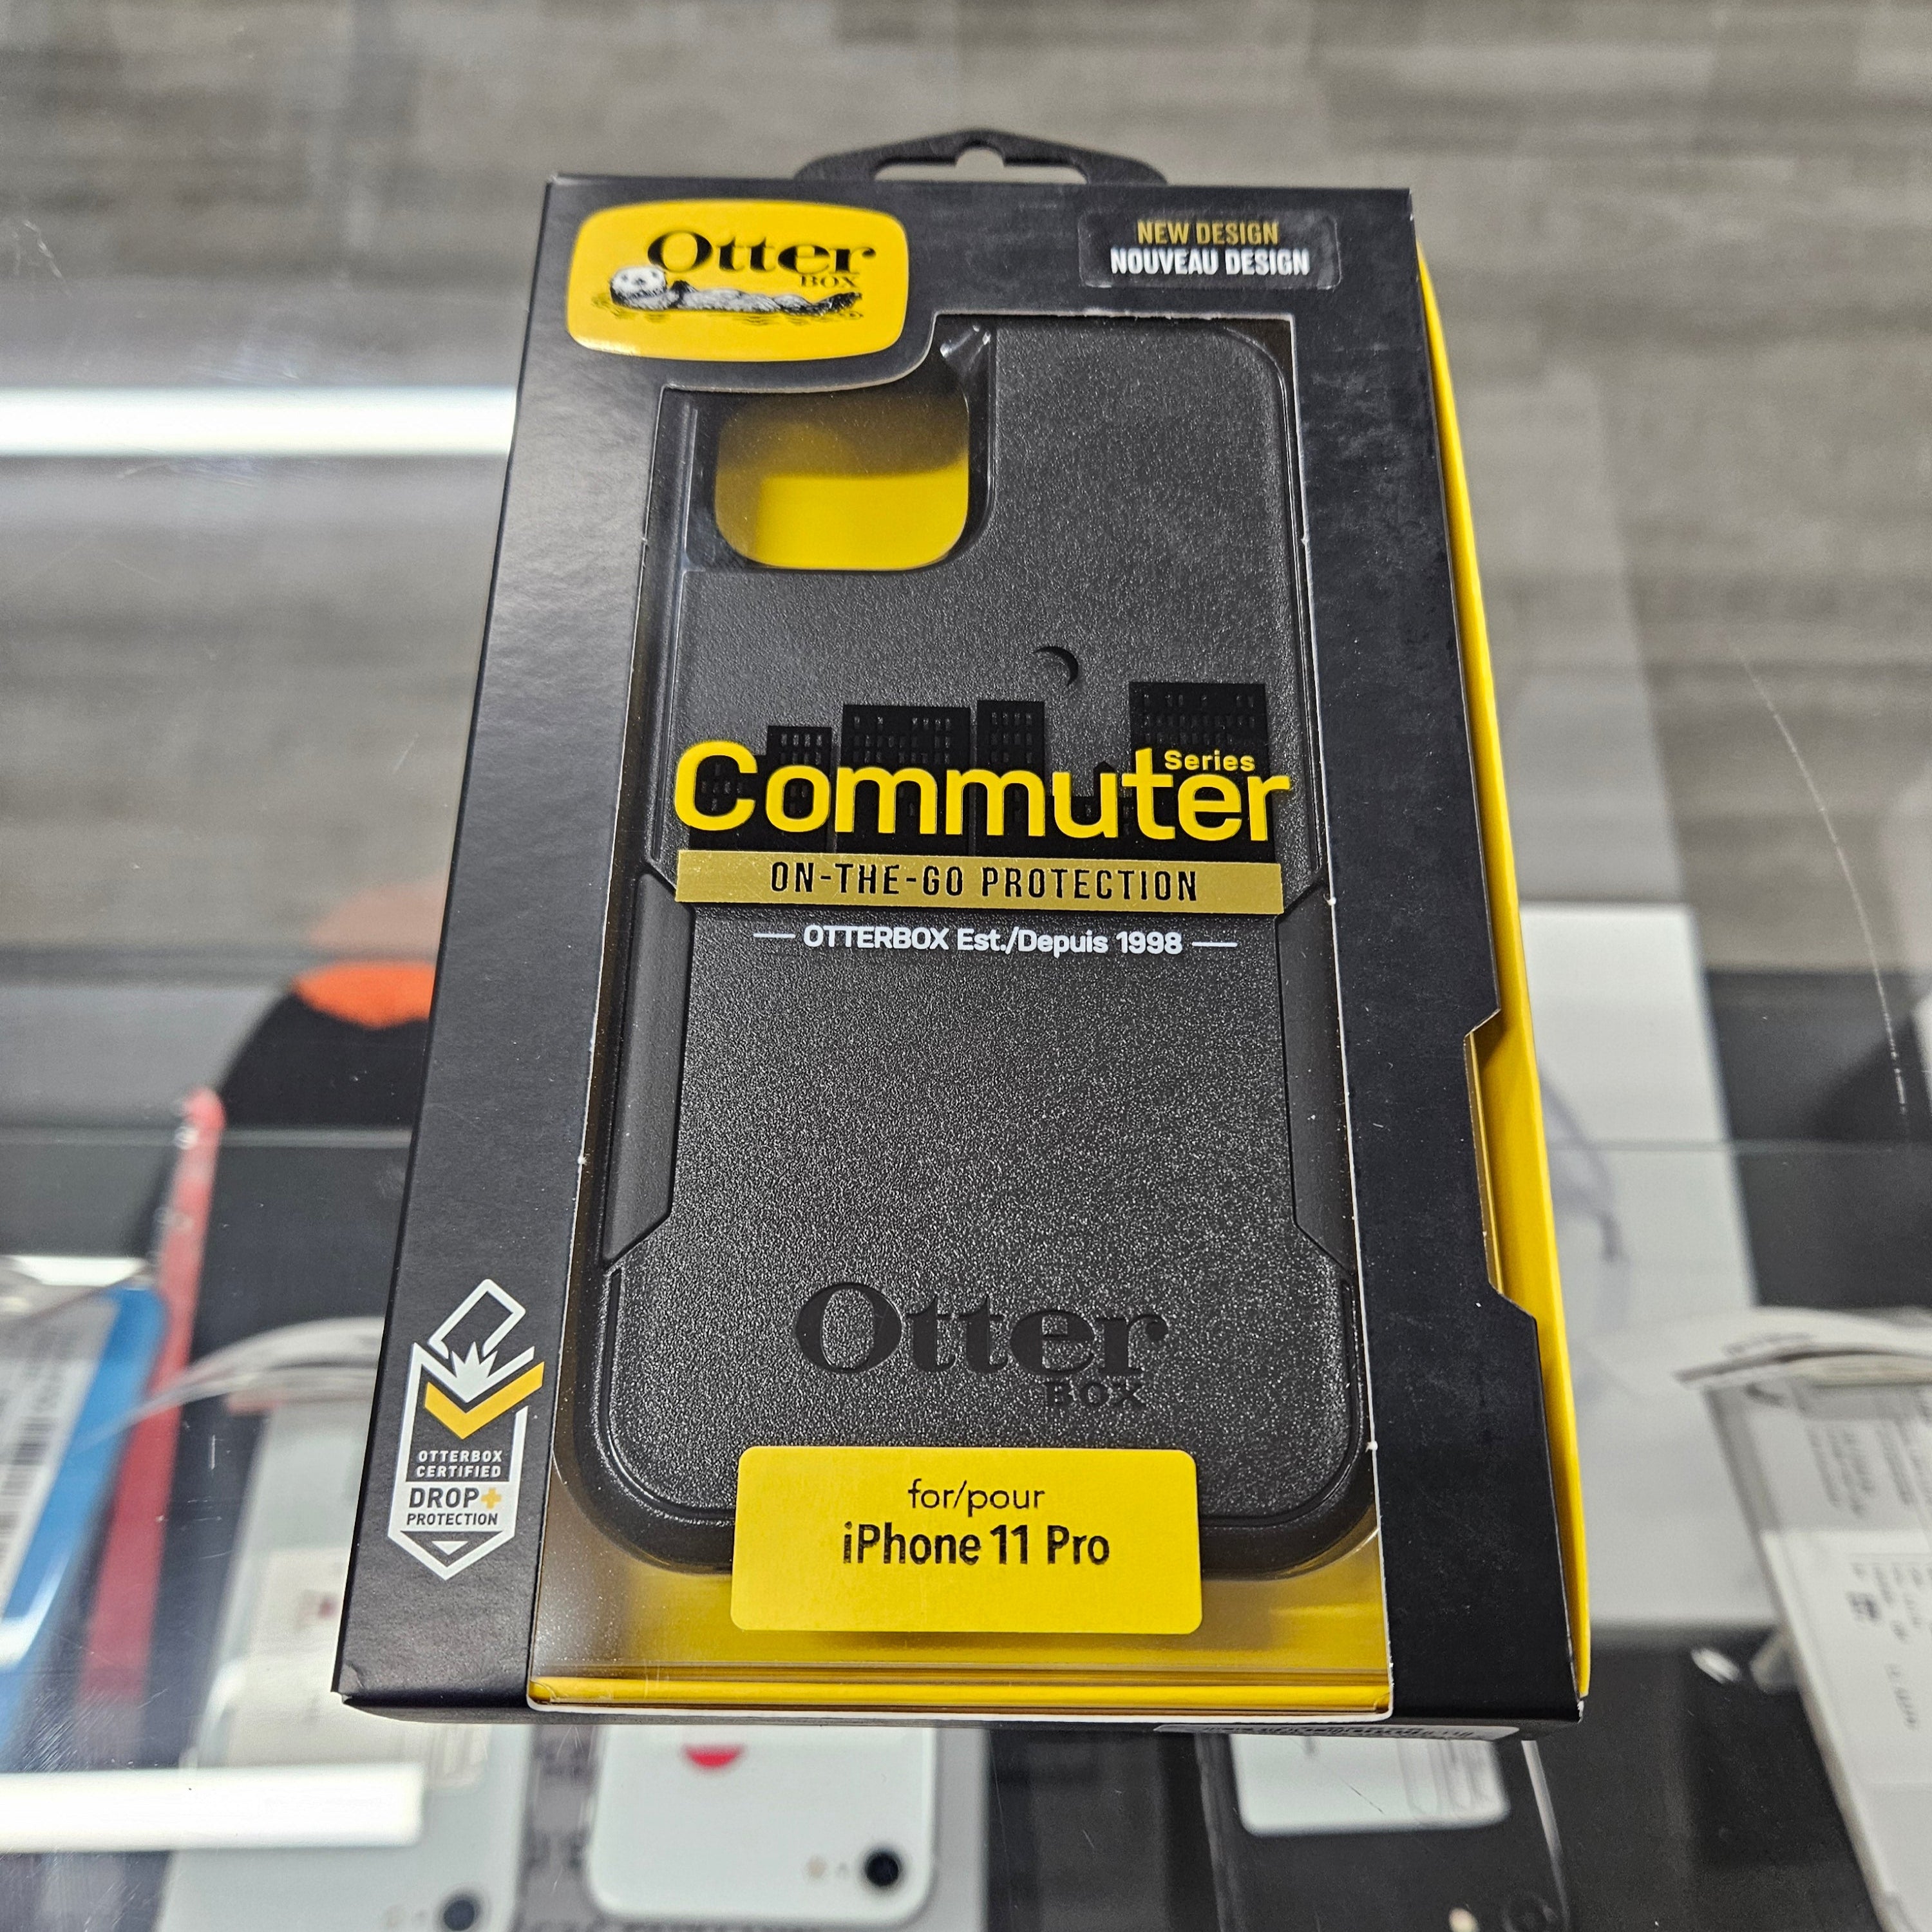 Otter
BOX
NEW DESIGN
NOUVEAU DESIGN
Commuter Series
ON-THE-GO PROTECTION
OTTERBOX Est./Depuis 1998
Otter
BOX
OTTERBOX
CERTIFIED
DROP+
PROTECTION
for/pour
iPhone 11 Pro